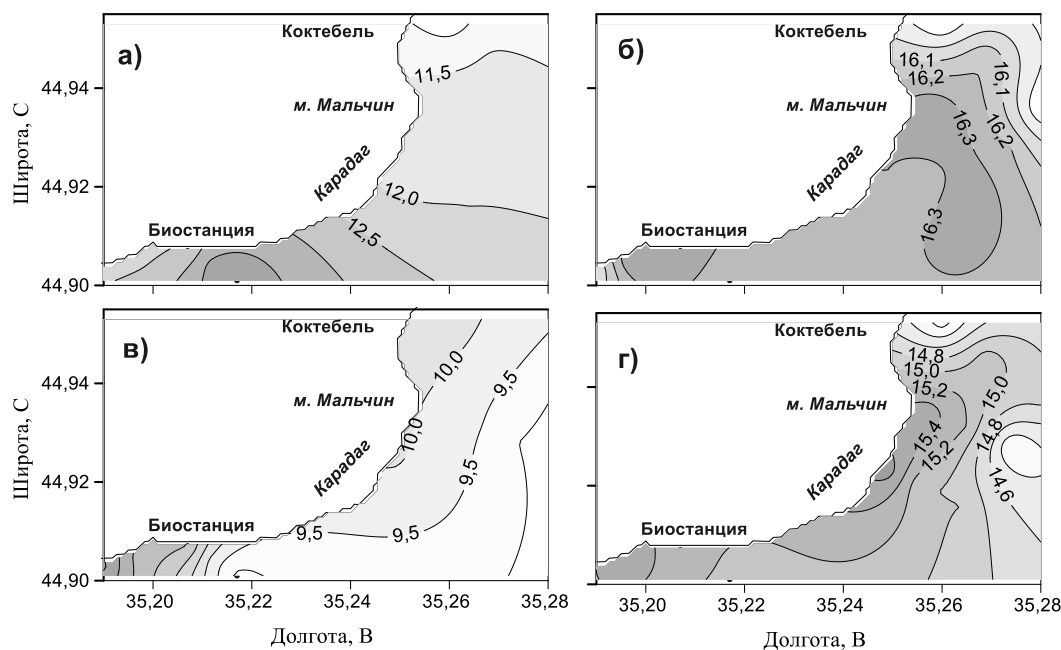 а)
Коктебель
11,5
м. Мальчин
Карадаг
12,0
Биостанция
12,5
Широта, С
44,94
44,92
44,90
б)
Коктебель
16,1
16,2
16,1
м. Мальчин
16,3
16,2
Карадаг
16,3
Биостанция
в)
Коктебель
10,0
9,5
м. Мальчин
10,0
Карадаг
9,5
Биостанция
9,5
9,5
Широта, С
44,94
44,92
44,90
35,20
35,22
35,24
35,26
35,28
Долгота, В
г)
Коктебель
14,8
15,0
15,2
15,0
м. Мальчин
15,4
14,8
15,2
Карадаг
14,6
Биостанция
35,20
35,22
35,24
35,26
35,28
Долгота, В